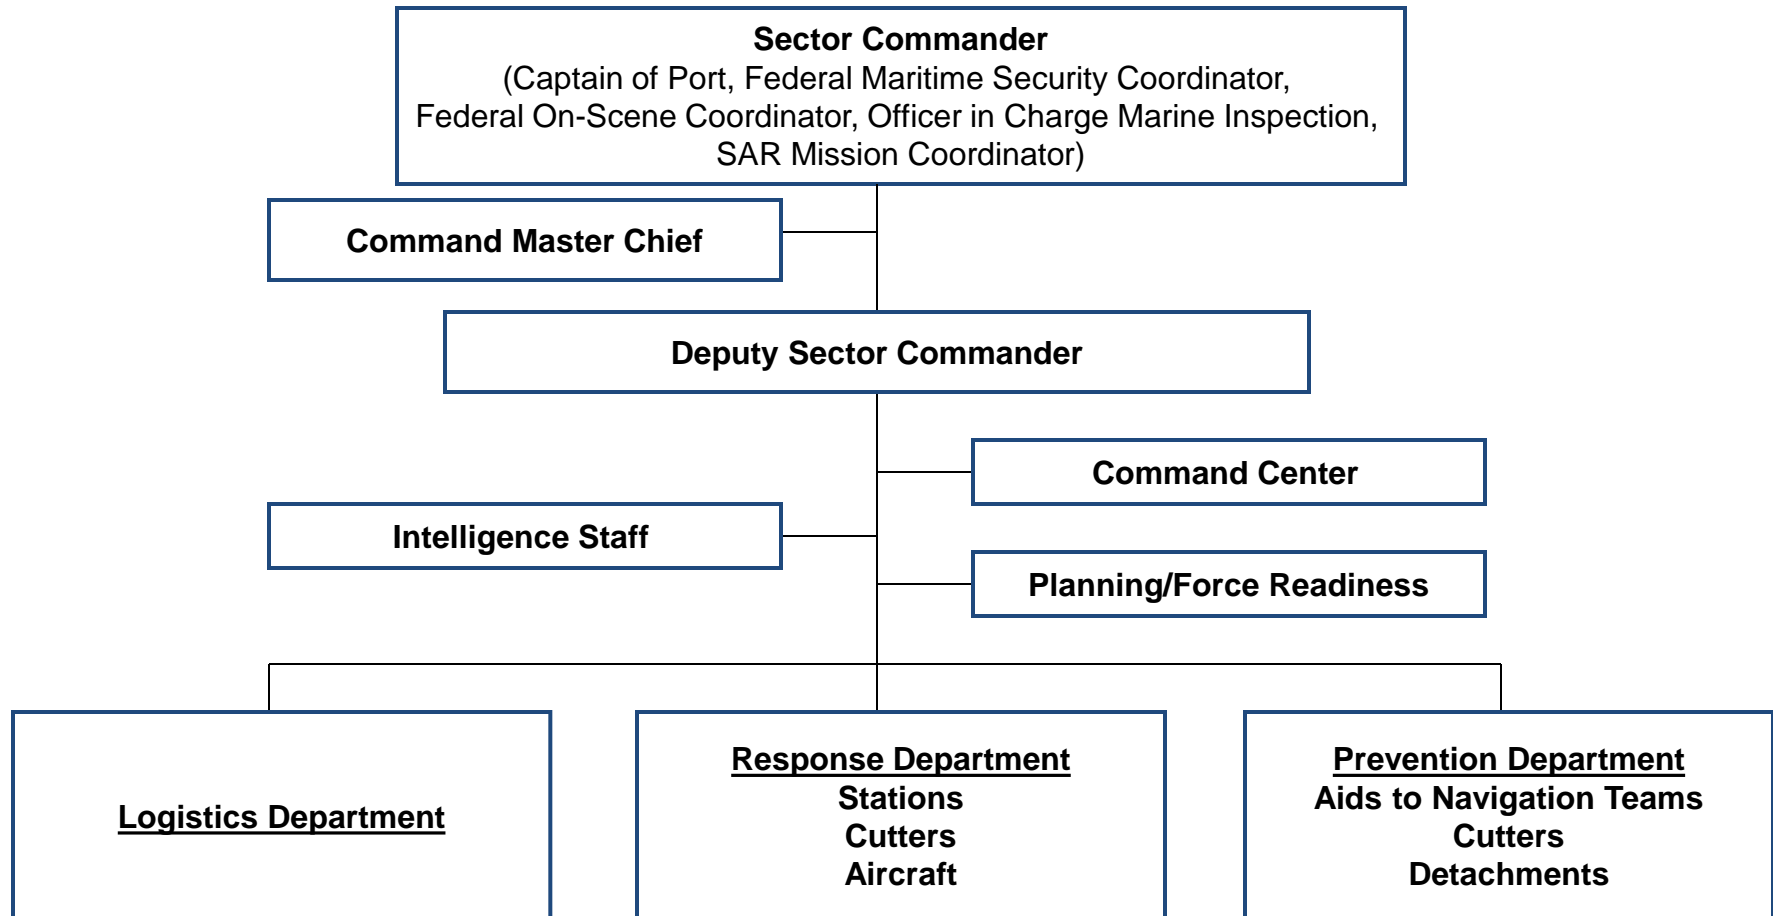 Sector Commander
(Captain of Port, Federal Maritime Security Coordinator,
Federal On-Scene Coordinator, Officer in Charge Marine Inspection,
SAR Mission Coordinator)
Command Master Chief
Deputy Sector Commander
Command Center
Intelligence Staff
Planning/Force Readiness
Logistics Department
Response Department
Stations
Cutters
Aircraft
Prevention Department
Aids to Navigation Teams
Cutters
Detachments